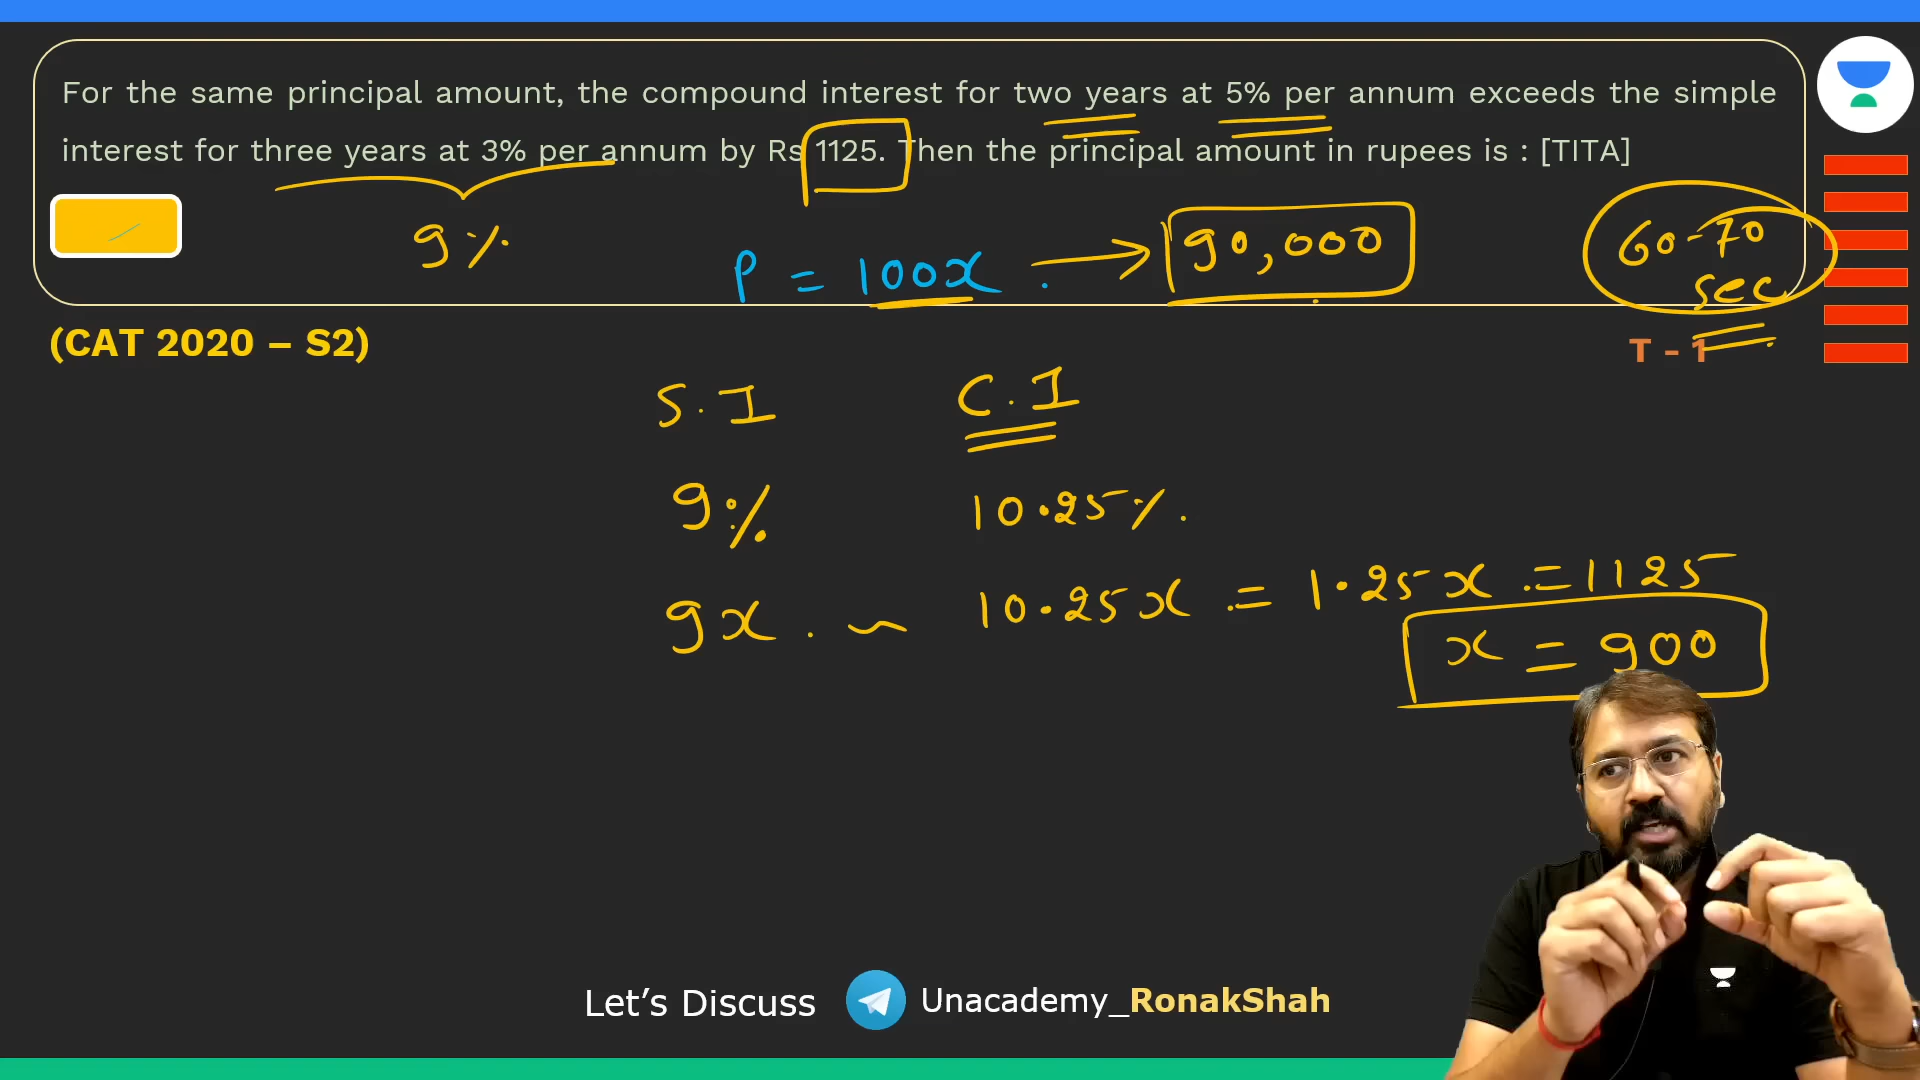 For the same principal amount, the compound interest for two years at 5% per annum exceeds the simple
interest for three years at 3% per annum by Rs 1125. Then the principal amount in rupees is : [TITA]
9%
P = 100x . → 90,000
60-70
sec
(CAT 2020 – S2)
T - 1
S.I
C.I
9%
10.25%.
9x . ~ 10.25x = 1.25x = 1125
x = 900
Let’s Discuss
Unacademy_RonakShah